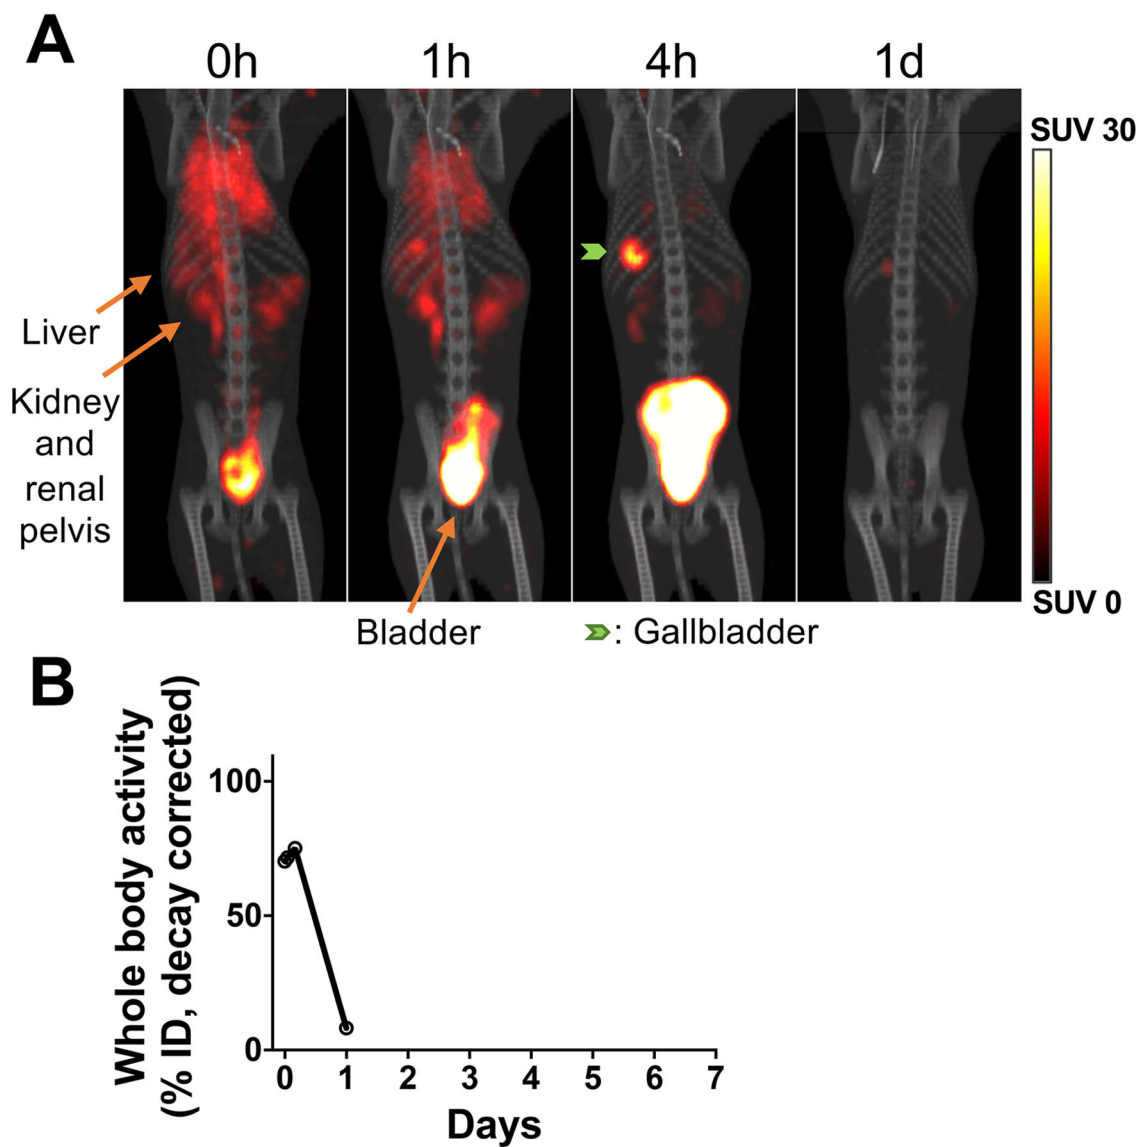 A
0h 1h 4h 1d
SUV 30
Liver
Kidney
and
renal
pelvis
SUV 0
Bladder
: Gallbladder
B
Whole body activity
(% ID, decay corrected)
100
50
0
0 1 2 3 4 5 6 7
Days